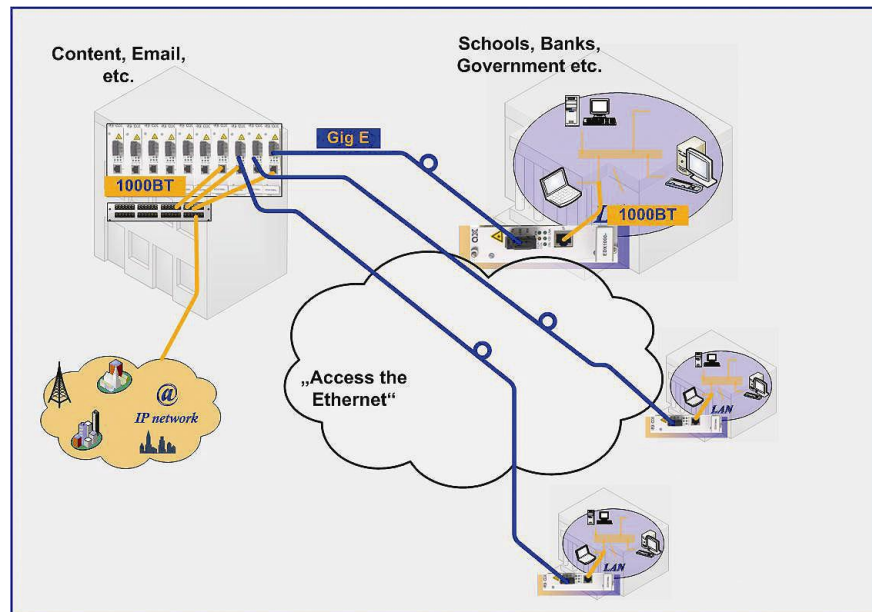 Content, Email,
etc.
Schools, Banks,
Government etc.
Gig E
1000BT
1000BT
„Access the
Ethernet“
@
IP network
LAN
LAN